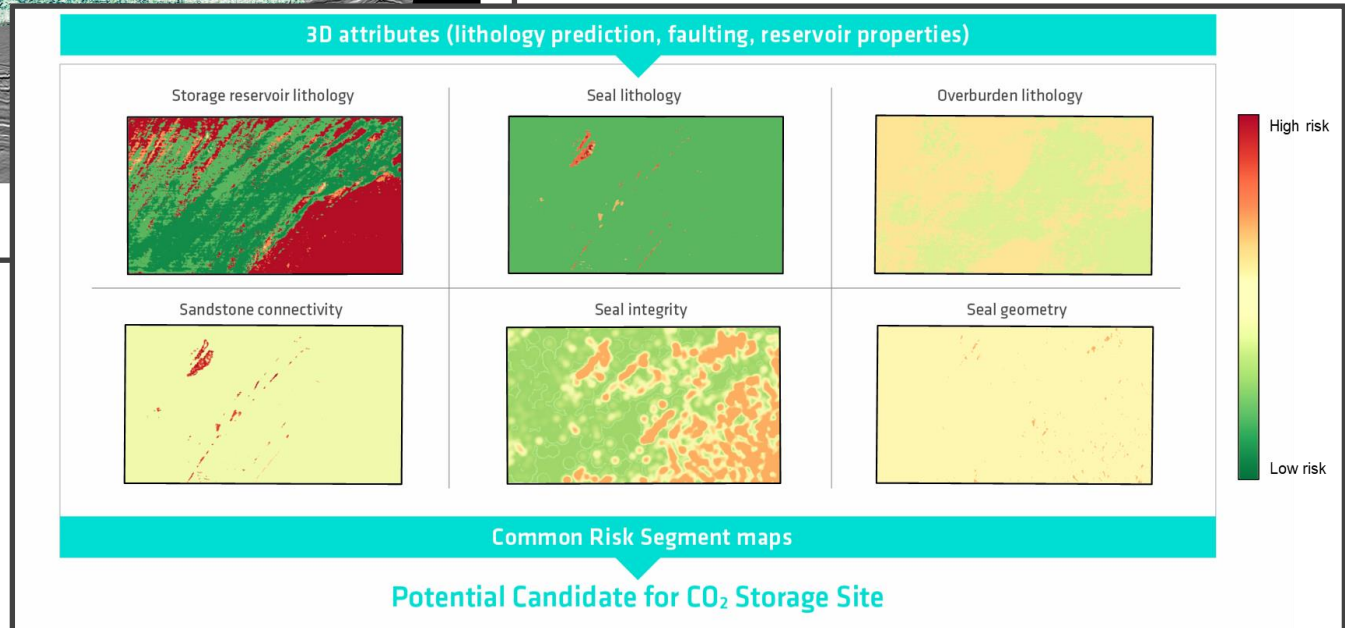 3D attributes (lithology prediction, faulting, reservoir properties)
Storage reservoir lithology
Seal lithology
Overburden lithology
High risk
Sandstone connectivity
Seal integrity
Seal geometry
Low risk
Common Risk Segment maps
Potential Candidate for CO₂ Storage Site